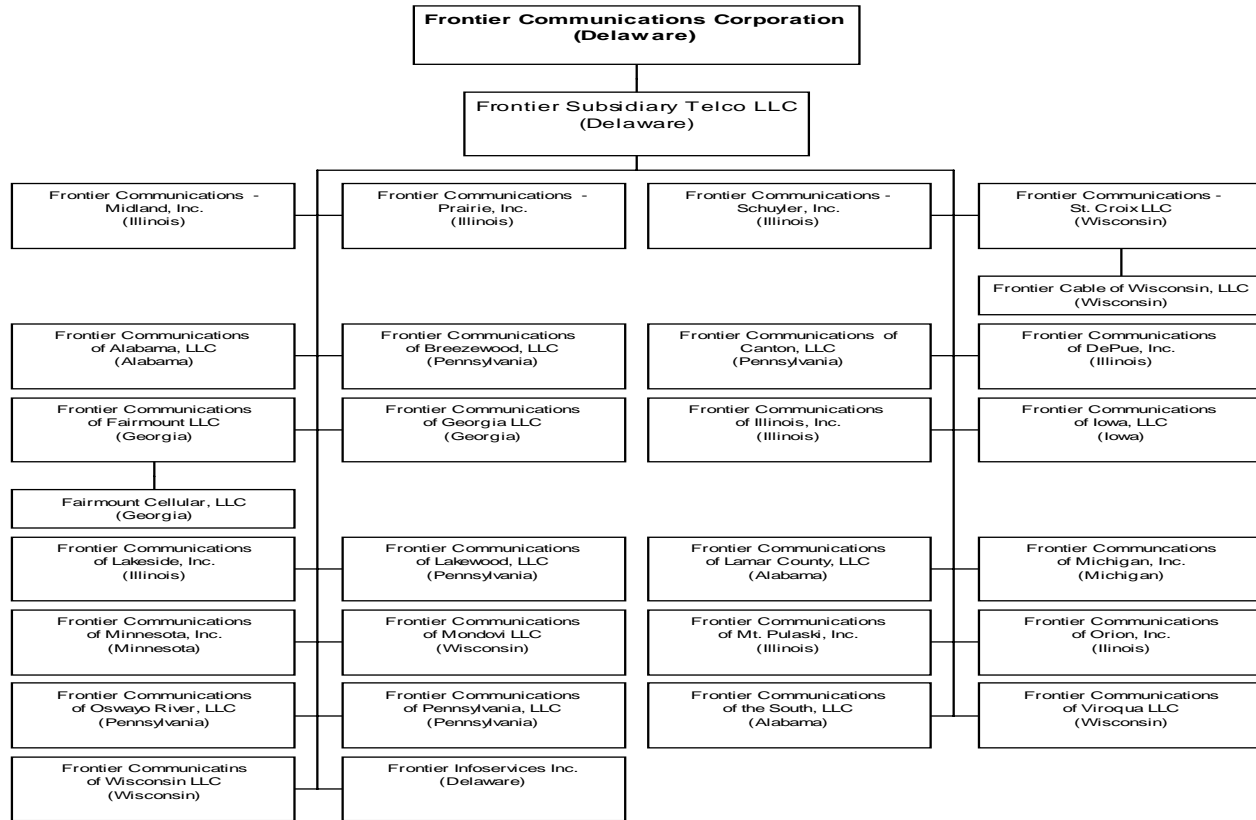 Frontier Communications Corporation
(Delaware)
Frontier Subsidiary Telco LLC
(Delaware)
Frontier Communications -
Midland, Inc.
(Illinois)
Frontier Communications -
Prairie, Inc.
(Illinois)
Frontier Communications -
Schuyler, Inc.
(Illinois)
Frontier Communications -
St. Croix LLC
(Wisconsin)
Frontier Cable of Wisconsin, LLC
(Wisconsin)
Frontier Communications
of Alabama, LLC
(Alabama)
Frontier Communications
of Breezewood, LLC
(Pennsylvania)
Frontier Communications of
Canton, LLC
(Pennsylvania)
Frontier Communications
of DePue, Inc.
(Illinois)
Frontier Communications
of Fairmount LLC
(Georgia)
Frontier Communications
of Georgia LLC
(Georgia)
Frontier Communications
of Illinois, Inc.
(Illinois)
Frontier Communications
of Iowa, LLC
(Iowa)
Fairmount Cellular, LLC
(Georgia)
Frontier Communications
of Lakeside, Inc.
(Illinois)
Frontier Communications
of Lakewood, LLC
(Pennsylvania)
Frontier Communications
of Lamar County, LLC
(Alabama)
Frontier Communcations
of Michigan, Inc.
(Michigan)
Frontier Communications
of Minnesota, Inc.
(Minnesota)
Frontier Communications
of Mondovi LLC
(Wisconsin)
Frontier Communications
of Mt. Pulaski, Inc.
(Illinois)
Frontier Communications
of Orion, Inc.
(Ilinois)
Frontier Communications
of Oswayo River, LLC
(Pennsylvania)
Frontier Communications
of Pennsylvania, LLC
(Pennsylvania)
Frontier Communications
of the South, LLC
(Alabama)
Frontier Communications
of Viroqua LLC
(Wisconsin)
Frontier Communicatins
of Wisconsin LLC
(Wisconsin)
Frontier Infoservices Inc.
(Delaware)